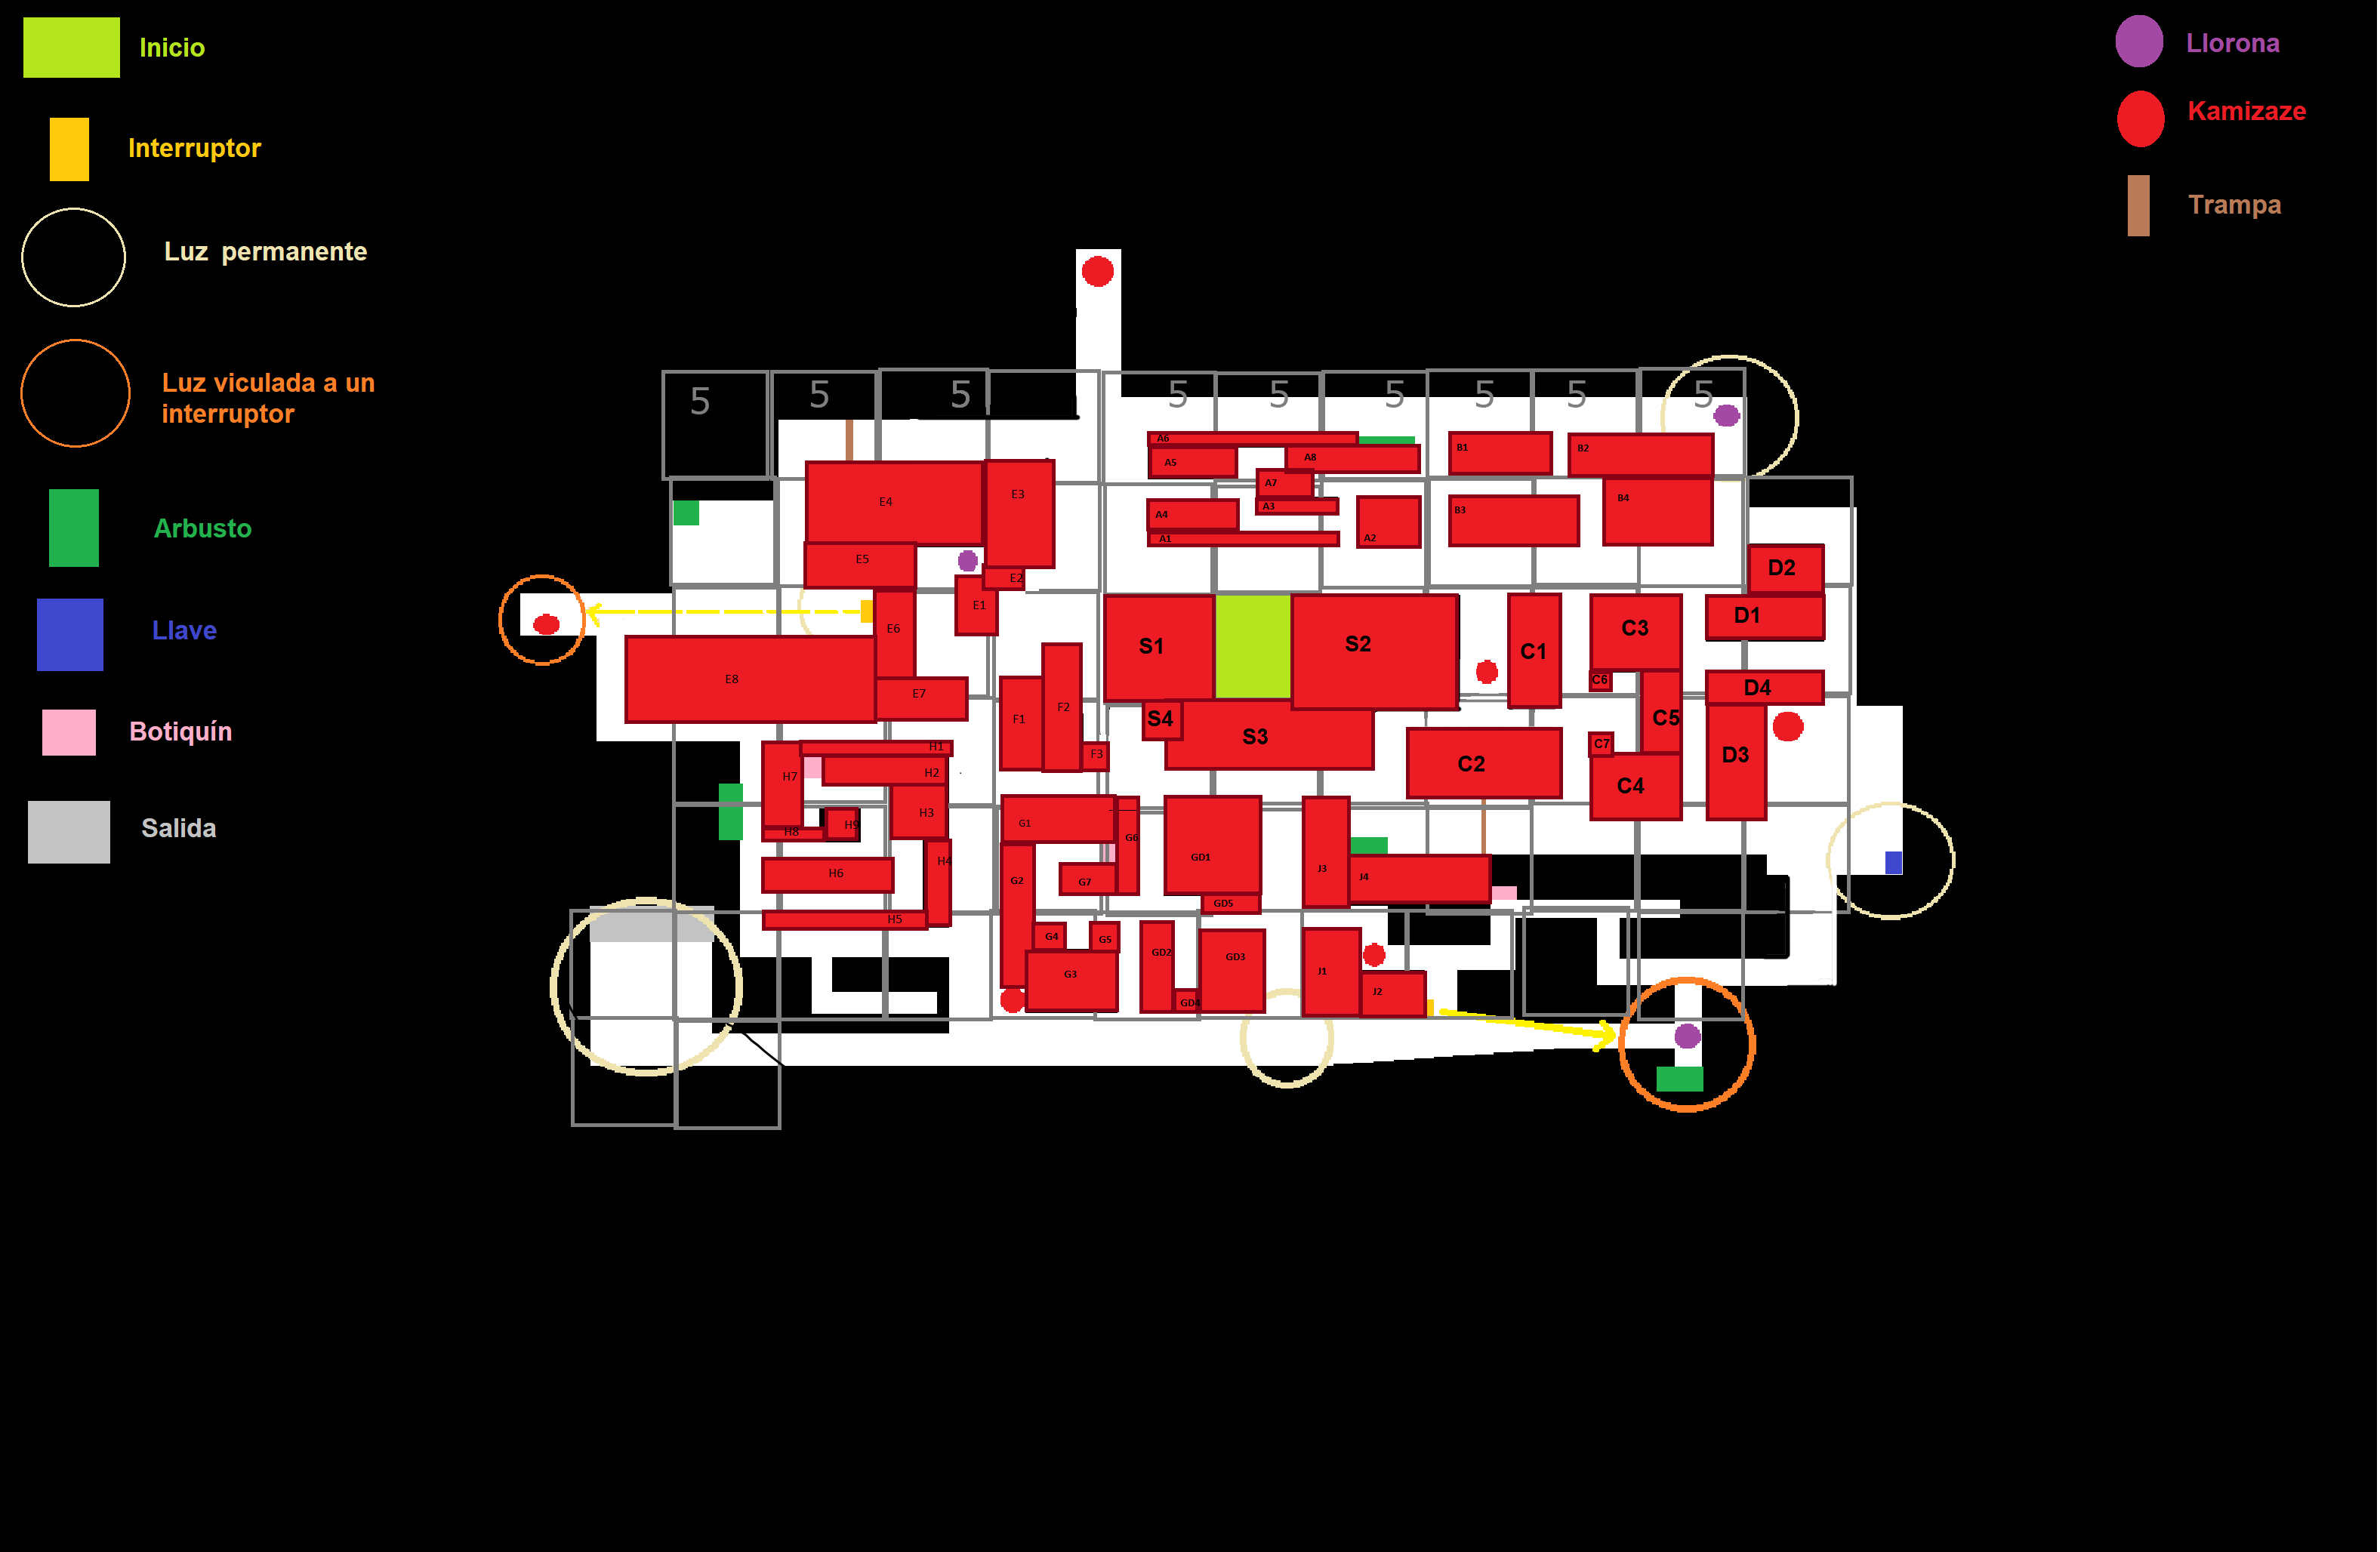 Inicio
Interruptor
Luz permanente
Luz viculada a un
interruptor
Arbusto
Llave
Botiquín
Salida
Llorona
Kamizaze
Trampa
5 5 5 5 5 5 5 5 5
A6
A5
A8
A7
A4
A3
A1
A2
B1
B2
B3
B4
E4
E3
E5
E2
E1
E6
E8
E7
S1
S2
S4
S3
C1
C3
C6
C5
C7
C2
C4
D2
D1
D4
D3
F1
F2
F3
H1
H7
H2
H3
H8
H9
H4
H6
H5
G1
G6
G2
G7
G4
G5
G3
GD1
GD5
GD2
GD3
GD4
J3
J4
J1
J2